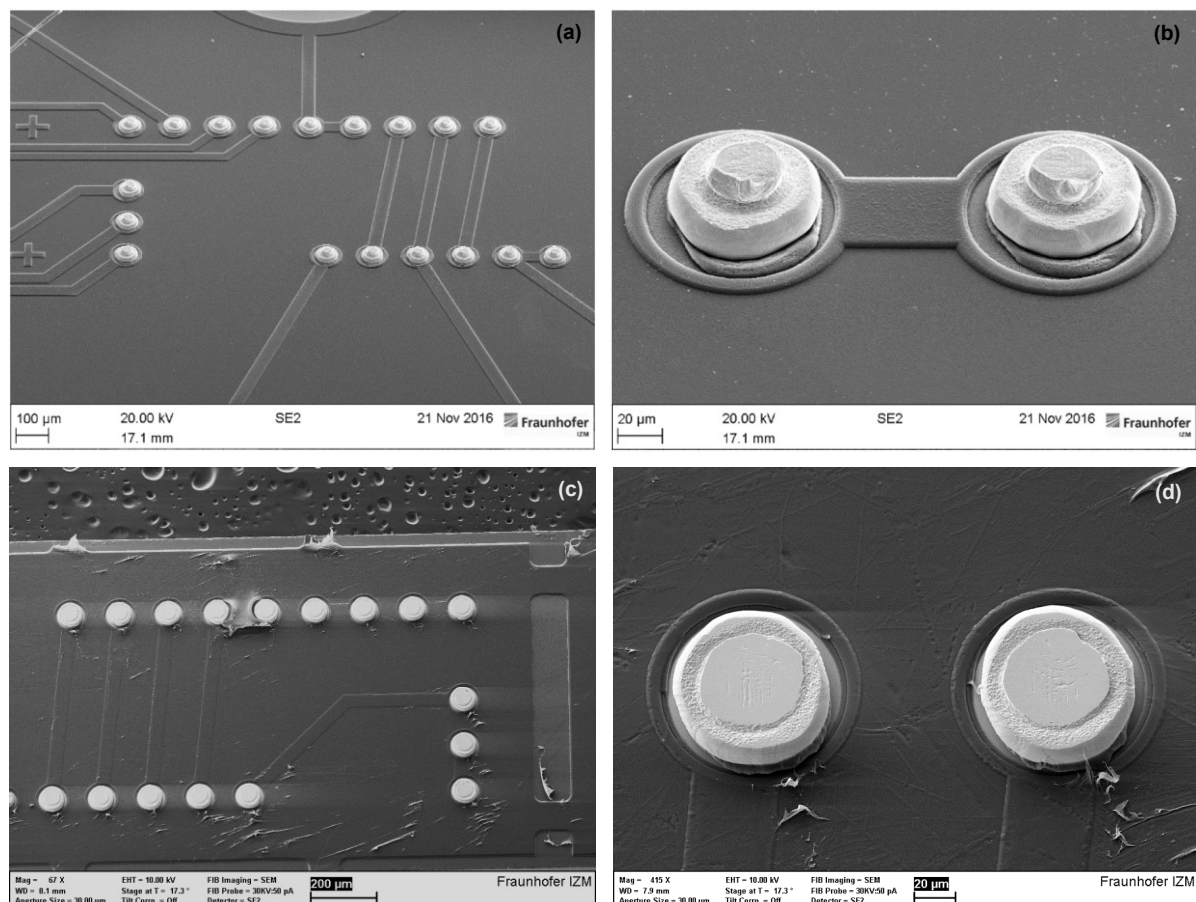 (a)
100 µm
20.00 kV
SE2
21 Nov 2016
Fraunhofer
IZM
17.1 mm
(b)
20 µm
20.00 kV
SE2
21 Nov 2016
Fraunhofer
IZM
17.1 mm
(c)
Mag = 67 X
EHT = 10.00 kV
FIB Imaging = SEM
Fraunhofer IZM
WD = 8.1 mm
Stage at T = 17.3 °
FIB Probe = 30KV:50 pA
200 µm
Aperture Size = 30.00 µm
Tilt Corrn. = Off
Detector = SE2
(d)
Mag = 415 X
EHT = 10.00 kV
FIB Imaging = SEM
Fraunhofer IZM
WD = 7.9 mm
Stage at T = 17.3 °
FIB Probe = 30KV:50 pA
20 µm
Aperture Size = 30.00 µm
Tilt Corrn. = Off
Detector = SE2